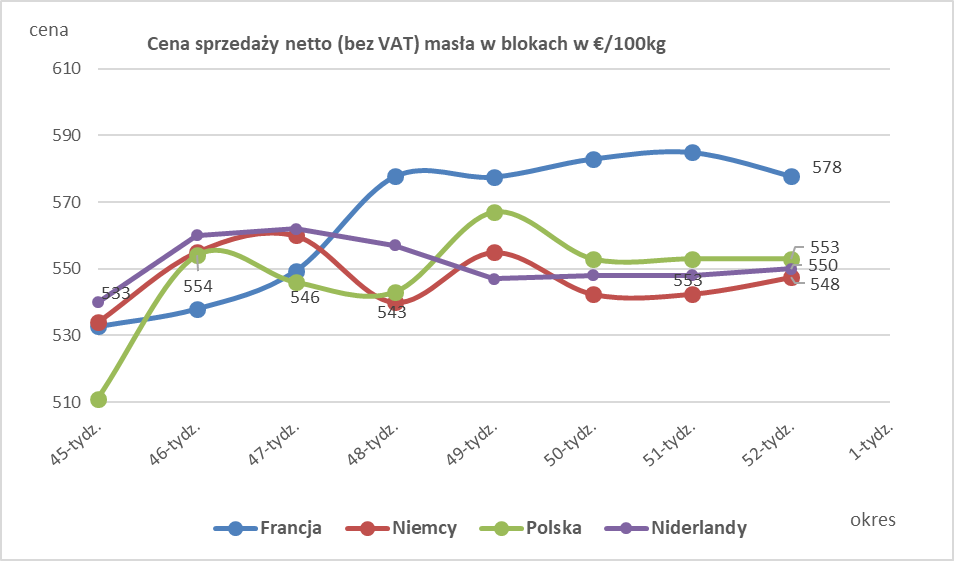 cena
Cena sprzedaży netto (bez VAT) masła w blokach w €/100kg
610
590
570
550
530
510
533
554
546
543
553
578
553
550
548
45-tydz.
46-tydz.
47-tydz.
48-tydz.
49-tydz.
50-tydz.
51-tydz.
52-tydz.
1-tydz.
okres
Francja
Niemcy
Polska
Niderlandy